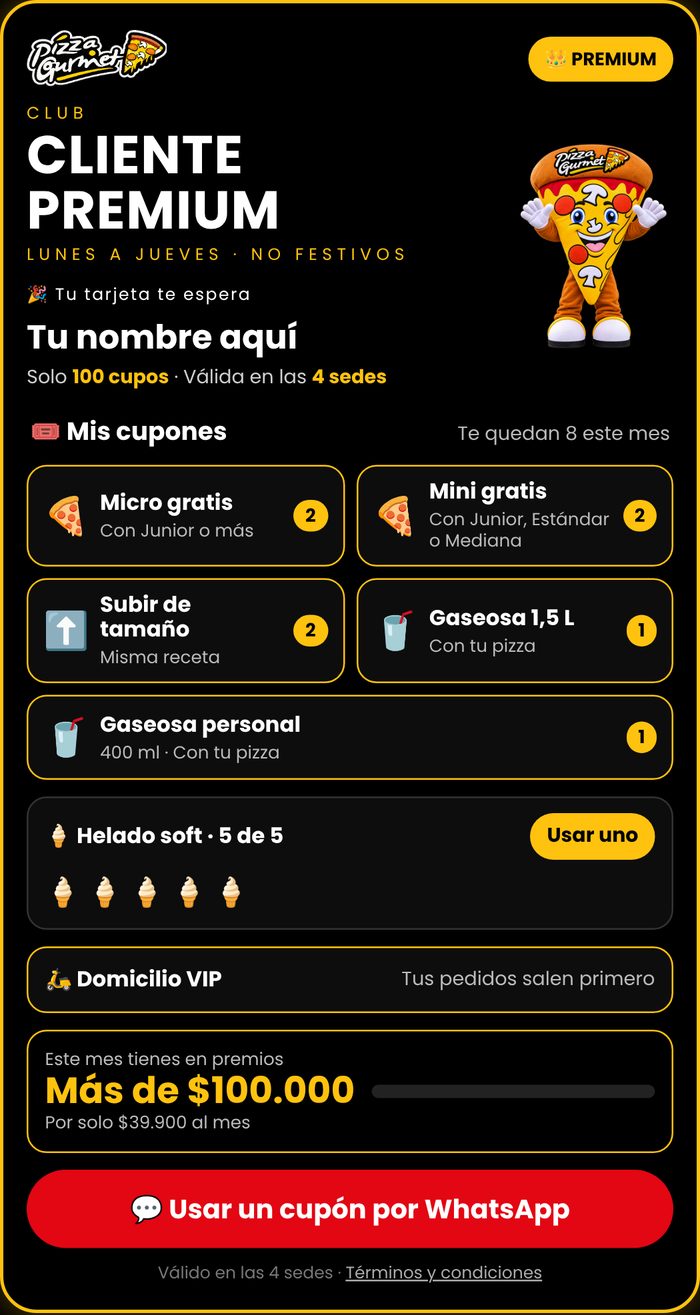 Pizza Gurmet
👑 PREMIUM
CLUB
CLIENTE
PREMIUM
LUNES A JUEVES · NO FESTIVOS
Pizza Gurmet
🎉 Tu tarjeta te espera
Tu nombre aquí
Solo 100 cupos · Válida en las 4 sedes
🎟️ Mis cupones
Te quedan 8 este mes
Micro gratis
Con Junior o más
2
Mini gratis
Con Junior, Estándar
o Mediana
2
Subir de
tamaño
Misma receta
2
Gaseosa 1,5 L
Con tu pizza
1
Gaseosa personal
400 ml · Con tu pizza
1
🍦 Helado soft · 5 de 5
Usar uno
🛵 Domicilio VIP
Tus pedidos salen primero
Este mes tienes en premios
Más de $100.000
Por solo $39.900 al mes
💬 Usar un cupón por WhatsApp
Válido en las 4 sedes · Términos y condiciones